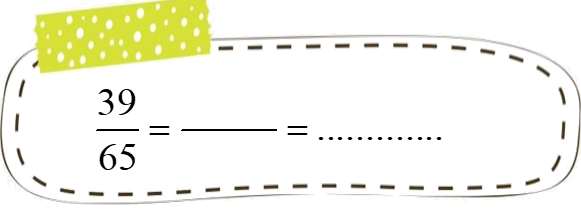 39/65 = ——— = .............